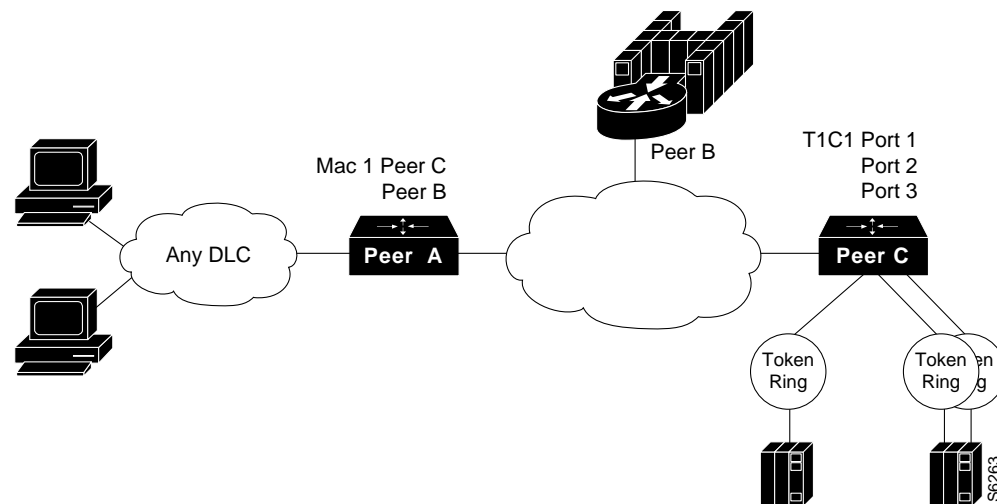 Peer B
T1C1 Port 1
Port 2
Port 3
Mac 1 Peer C
Peer B
Any DLC
Peer A
Peer C
Token
Ring
Token
Ring
en
g
S6263